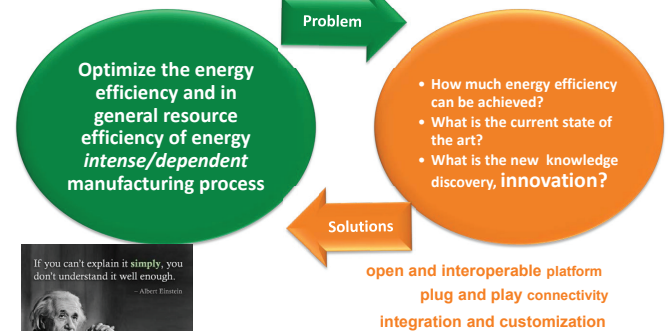 Problem
Optimize the energy
efficiency and in
general resource
efficiency of energy
intense/dependent
manufacturing process
• How much energy efficiency
can be achieved?
• What is the current state of
the art?
• What is the new knowledge
discovery, innovation?
Solutions
If you can't explain it simply, you
don't understand it well enough.
– Albert Einstein
open and interoperable platform
plug and play connectivity
integration and customization